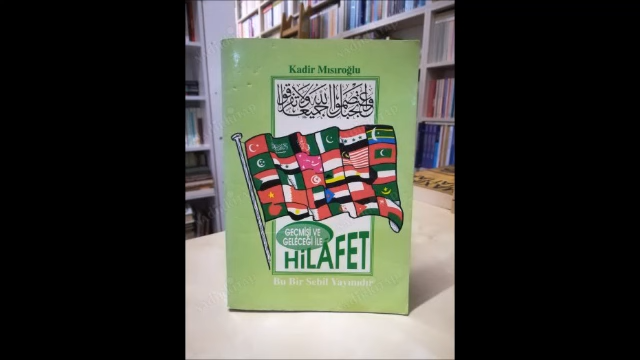 Kadir Mısıroğlu
واعتصموا بحبل الله جميعا ولا تفرقوا
GEÇMİŞİ VE
GELECEĞİ İLE
HİLAFET
Bu Bir Sebil Yayınıdır